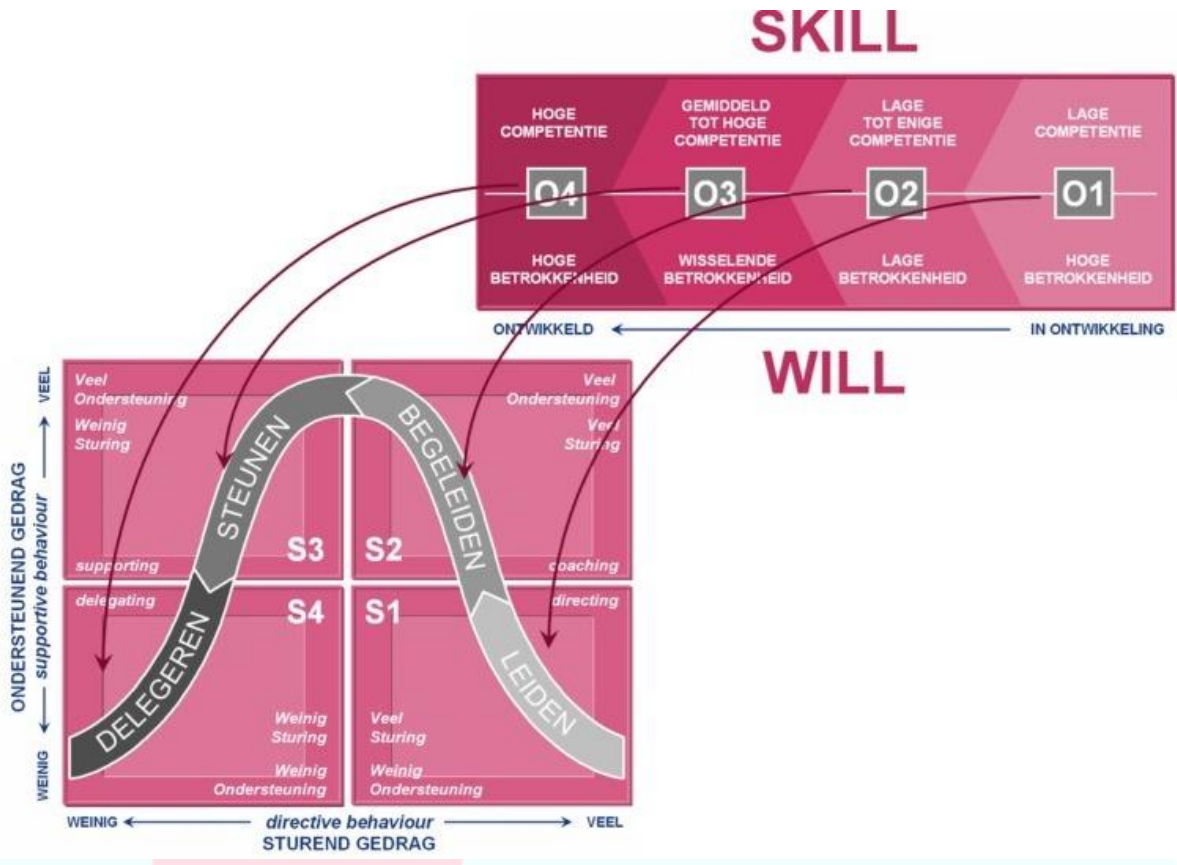 SKILL
HOGE
COMPETENTIE
GEMIDDELD
TOT HOGE
COMPETENTIE
LAGE
TOT ENIGE
COMPETENTIE
LAGE
COMPETENTIE
O4
O3
O2
O1
HOGE
BETROKKENHEID
WISSELENDE
BETROKKENHEID
LAGE
BETROKKENHEID
HOGE
BETROKKENHEID
ONTWIKKELD
IN ONTWIKKELING
WILL
VEEL
ONDERSTEUNEND GEDRAG
supportive behaviour
WEINIG
Veel
Ondersteuning
Weinig
Sturing
STEUNEN
S3
supporting
Veel
Ondersteuning
Veel
Sturing
BEGELEIDEN
S2
coaching
delegating
S4
DELEGEREN
Weinig
Sturing
Weinig
Ondersteuning
S1
directing
LEIDEN
Veel
Sturing
Weinig
Ondersteuning
WEINIG
directive behaviour
VEEL
STUREND GEDRAG